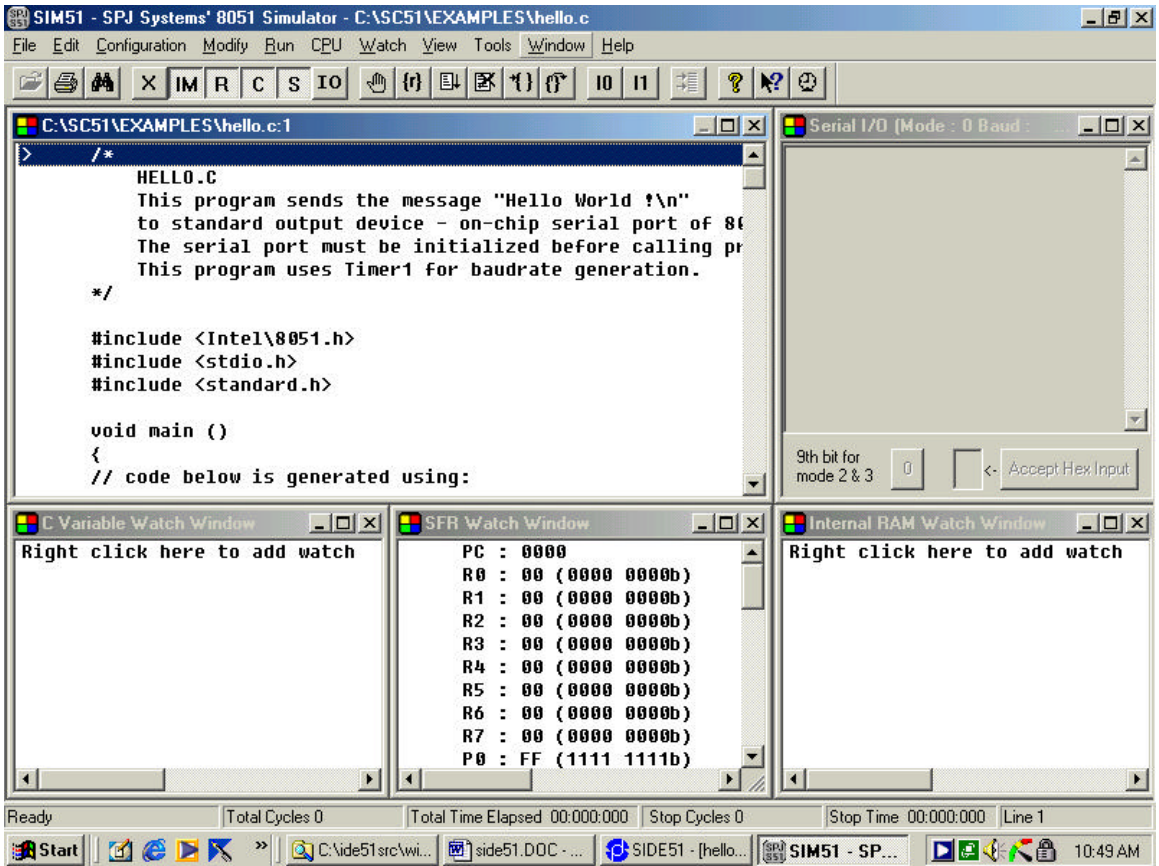 SIM51 - SPJ Systems' 8051 Simulator - C:\SC51\EXAMPLES\hello.c
File Edit Configuration Modify Run CPU Watch View Tools Window Help
X IM R C S IO {r} *{} {} I0 I1 ? ?
C:\SC51\EXAMPLES\hello.c:1
> /*
HELLO.C
This program sends the message "Hello World !\n"
to standard output device - on-chip serial port of 80
The serial port must be initialized before calling pr
This program uses Timer1 for baudrate generation.
*/
#include <Intel\8051.h>
#include <stdio.h>
#include <standard.h>
void main ()
{
// code below is generated using:
Serial I/O (Mode : 0 Baud : ...
9th bit for
mode 2 & 3
0
<- Accept Hex Input
C Variable Watch Window
Right click here to add watch
SFR Watch Window
PC : 0000
R0 : 00 (0000 0000b)
R1 : 00 (0000 0000b)
R2 : 00 (0000 0000b)
R3 : 00 (0000 0000b)
R4 : 00 (0000 0000b)
R5 : 00 (0000 0000b)
R6 : 00 (0000 0000b)
R7 : 00 (0000 0000b)
P0 : FF (1111 1111b)
Internal RAM Watch Window
Right click here to add watch
Ready Total Cycles 0 Total Time Elapsed 00:000:000 Stop Cycles 0 Stop Time 00:000:000 Line 1
Start » C:\ide51src\wi... side51.DOC - ... SIDE51 - [hello... SPJ S51 SIM51 - SP... 10:49 AM